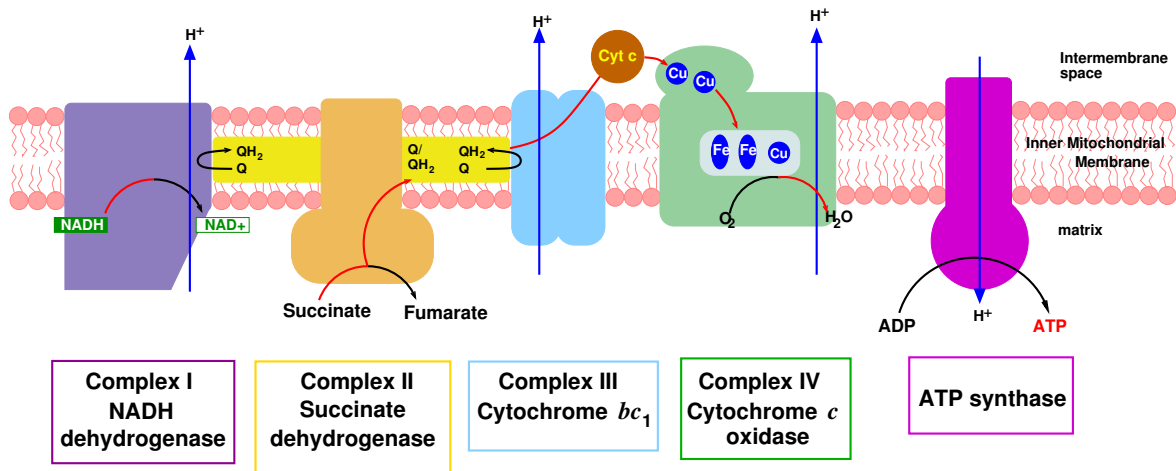 H+
H+
H+
Cyt c
Cu
Cu
Intermembrane
space
QH2
Q
Q/
QH2
QH2
Q
Fe
Fe
Cu
Inner Mitochondrial
Membrane
NADH
NAD+
O2
H2O
matrix
Succinate
Fumarate
ADP
H+
ATP
Complex I
NADH
dehydrogenase
Complex II
Succinate
dehydrogenase
Complex III
Cytochrome bc1
Complex IV
Cytochrome c
oxidase
ATP synthase